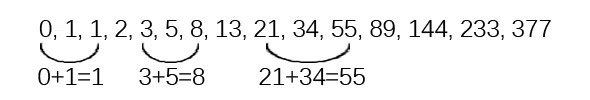 0, 1, 1, 2, 3, 5, 8, 13, 21, 34, 55, 89, 144, 233, 377
0+1=1 3+5=8 21+34=55